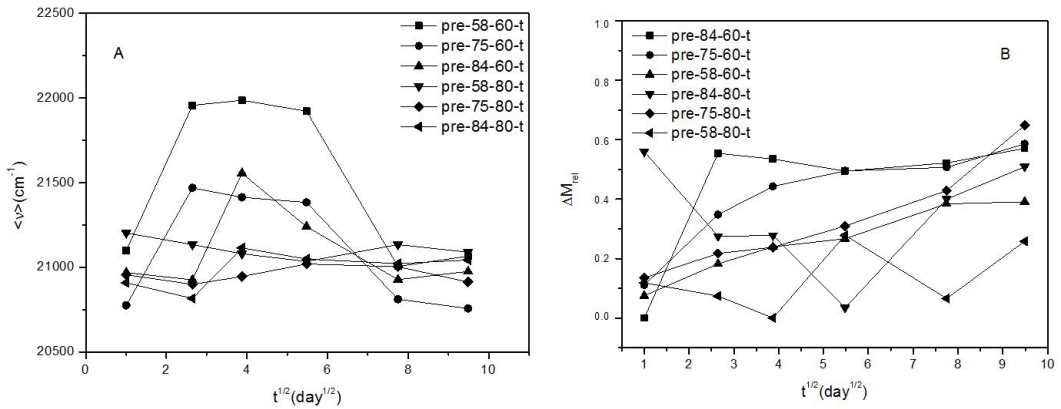 22500
22000
21500
21000
20500
<ν>(cm⁻¹)
A
pre-58-60-t
pre-75-60-t
pre-84-60-t
pre-58-80-t
pre-75-80-t
pre-84-80-t
0 2 4 6 8 10
t^1/2(day^1/2)
1.0
0.8
0.6
0.4
0.2
0.0
ΔM_rel
B
pre-84-60-t
pre-75-60-t
pre-58-60-t
pre-84-80-t
pre-75-80-t
pre-58-80-t
1 2 3 4 5 6 7 8 9 10
t^1/2(day^1/2)